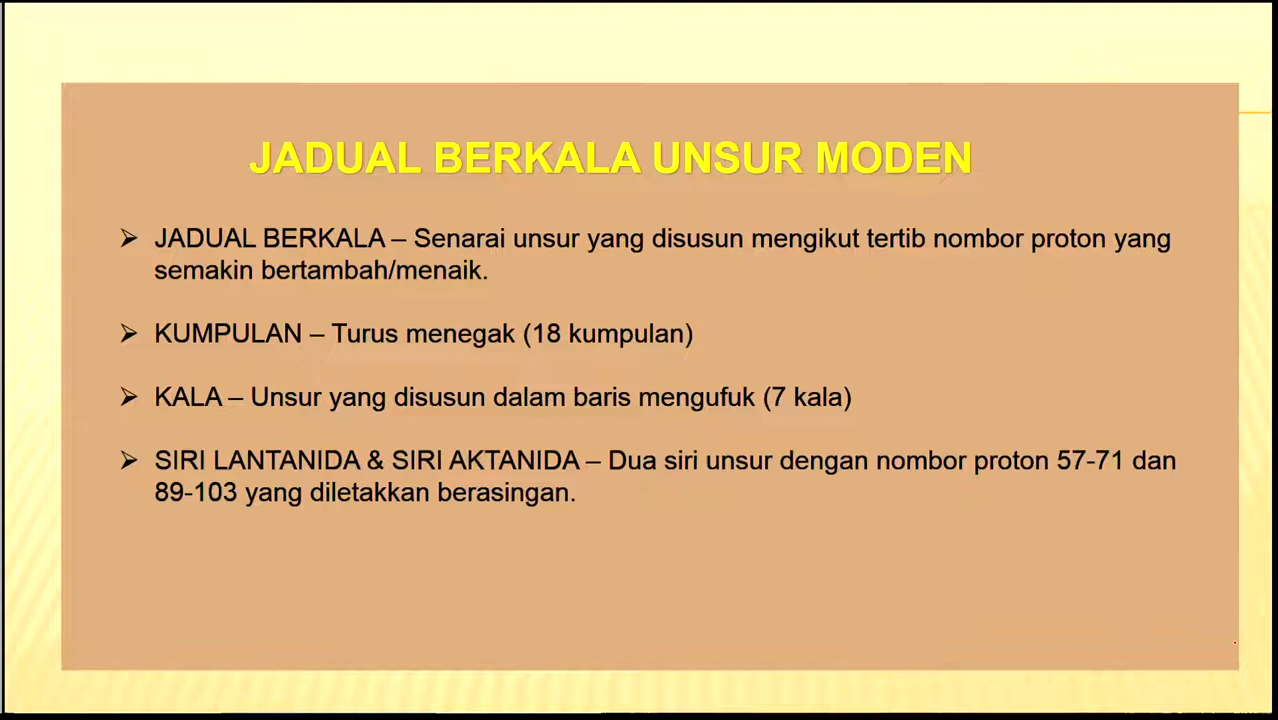 JADUAL BERKALA UNSUR MODEN
➢ JADUAL BERKALA – Senarai unsur yang disusun mengikut tertib nombor proton yang
semakin bertambah/menaik.
➢ KUMPULAN – Turus menegak (18 kumpulan)
➢ KALA – Unsur yang disusun dalam baris mengufuk (7 kala)
➢ SIRI LANTANIDA & SIRI AKTANIDA – Dua siri unsur dengan nombor proton 57-71 dan
89-103 yang diletakkan berasingan.